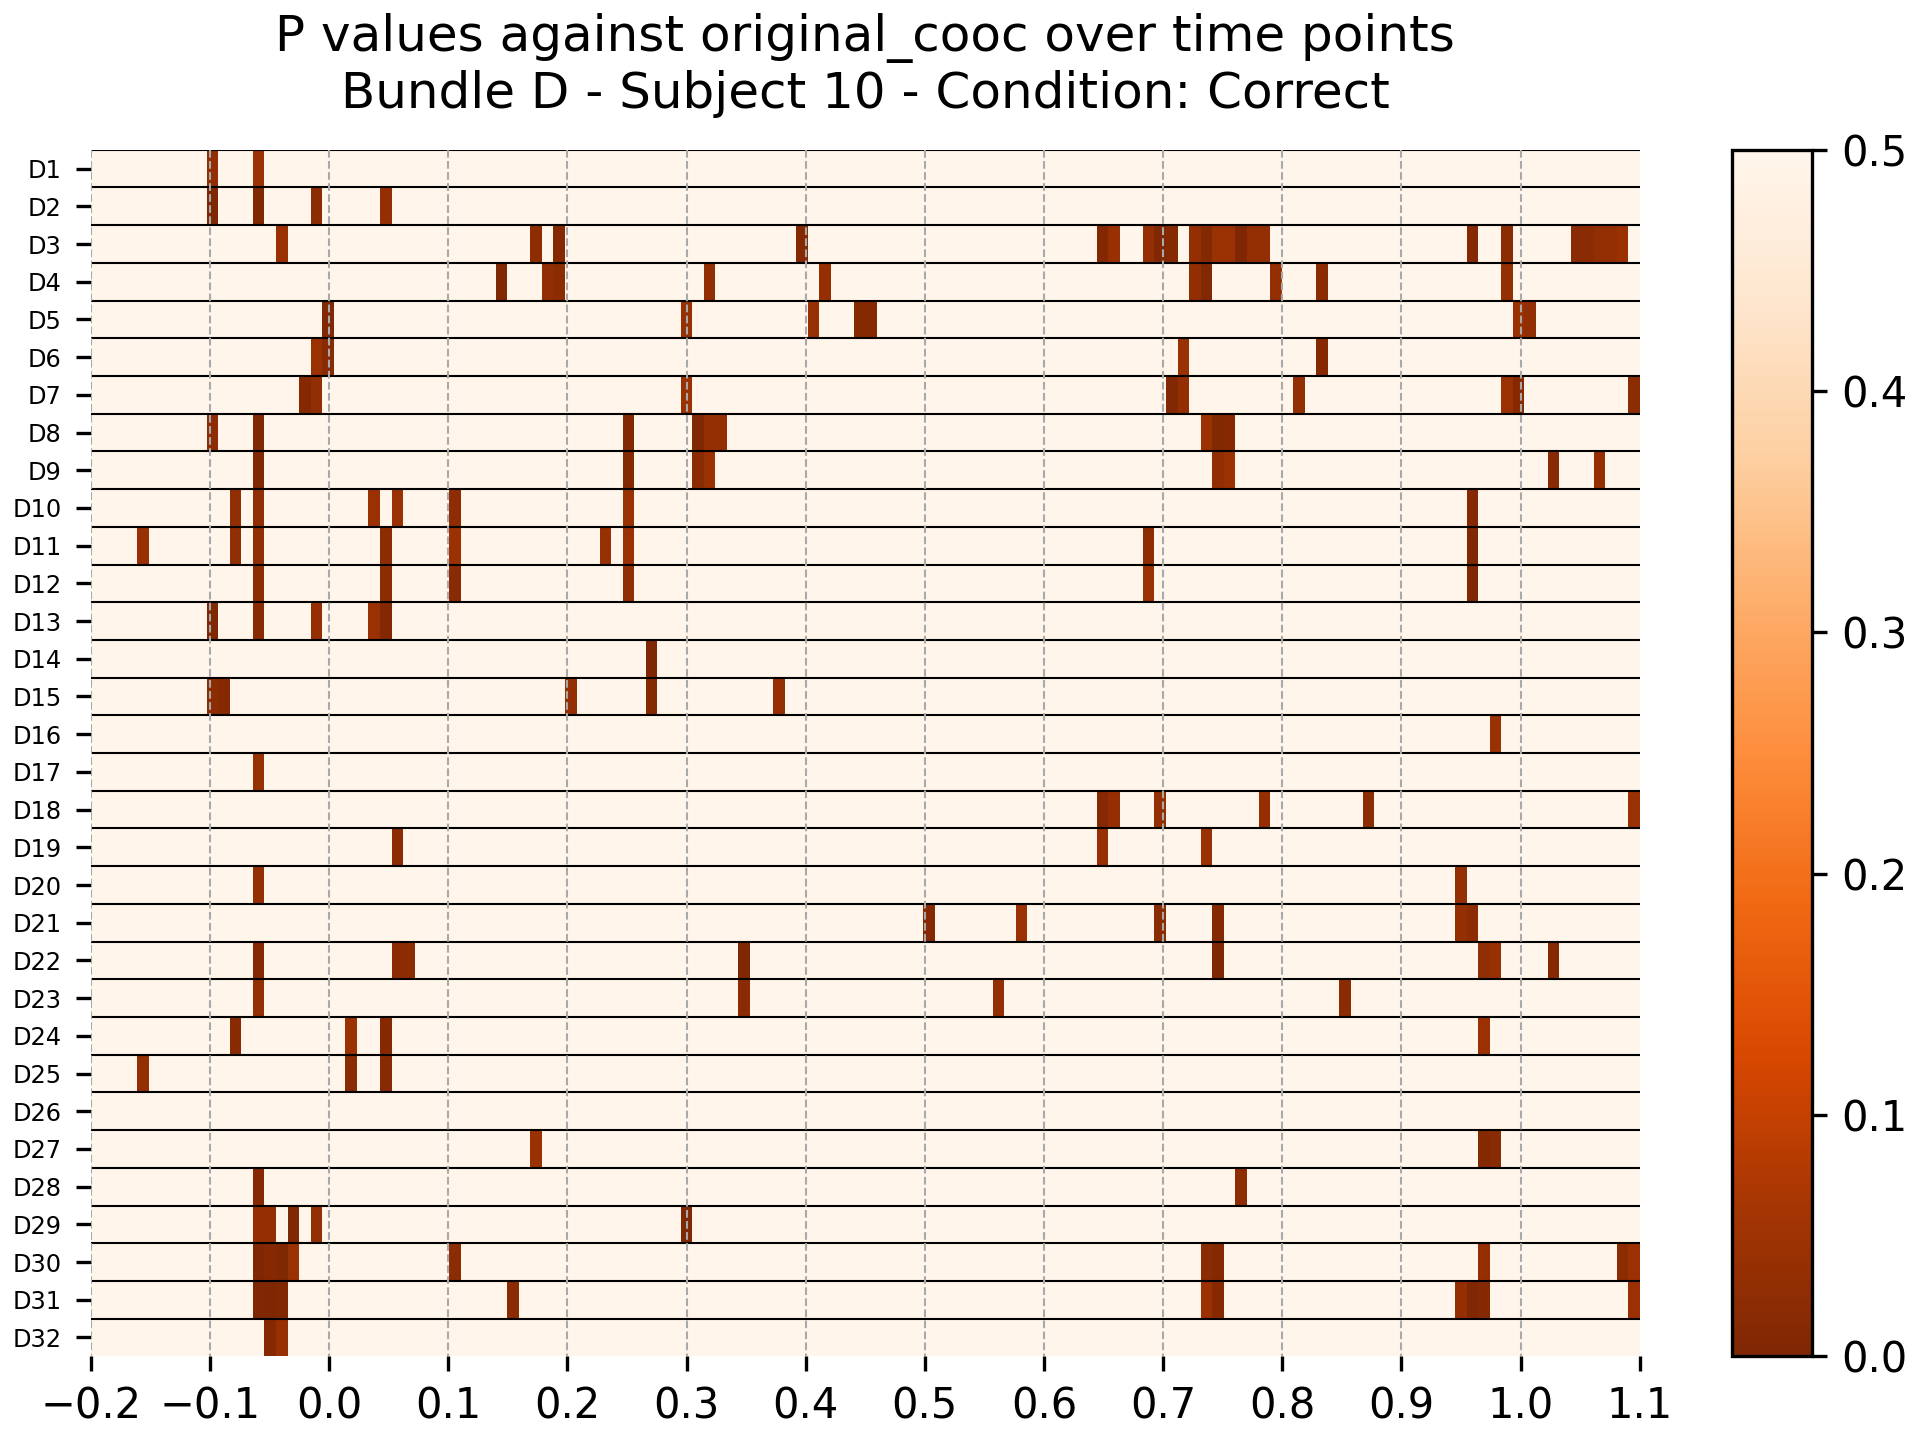 P values against original_cooc over time points
Bundle D - Subject 10 - Condition: Correct
D1
D2
D3
D4
D5
D6
D7
D8
D9
D10
D11
D12
D13
D14
D15
D16
D17
D18
D19
D20
D21
D22
D23
D24
D25
D26
D27
D28
D29
D30
D31
D32
−0.2 −0.1 0.0 0.1 0.2 0.3 0.4 0.5 0.6 0.7 0.8 0.9 1.0 1.1
0.5
0.4
0.3
0.2
0.1
0.0